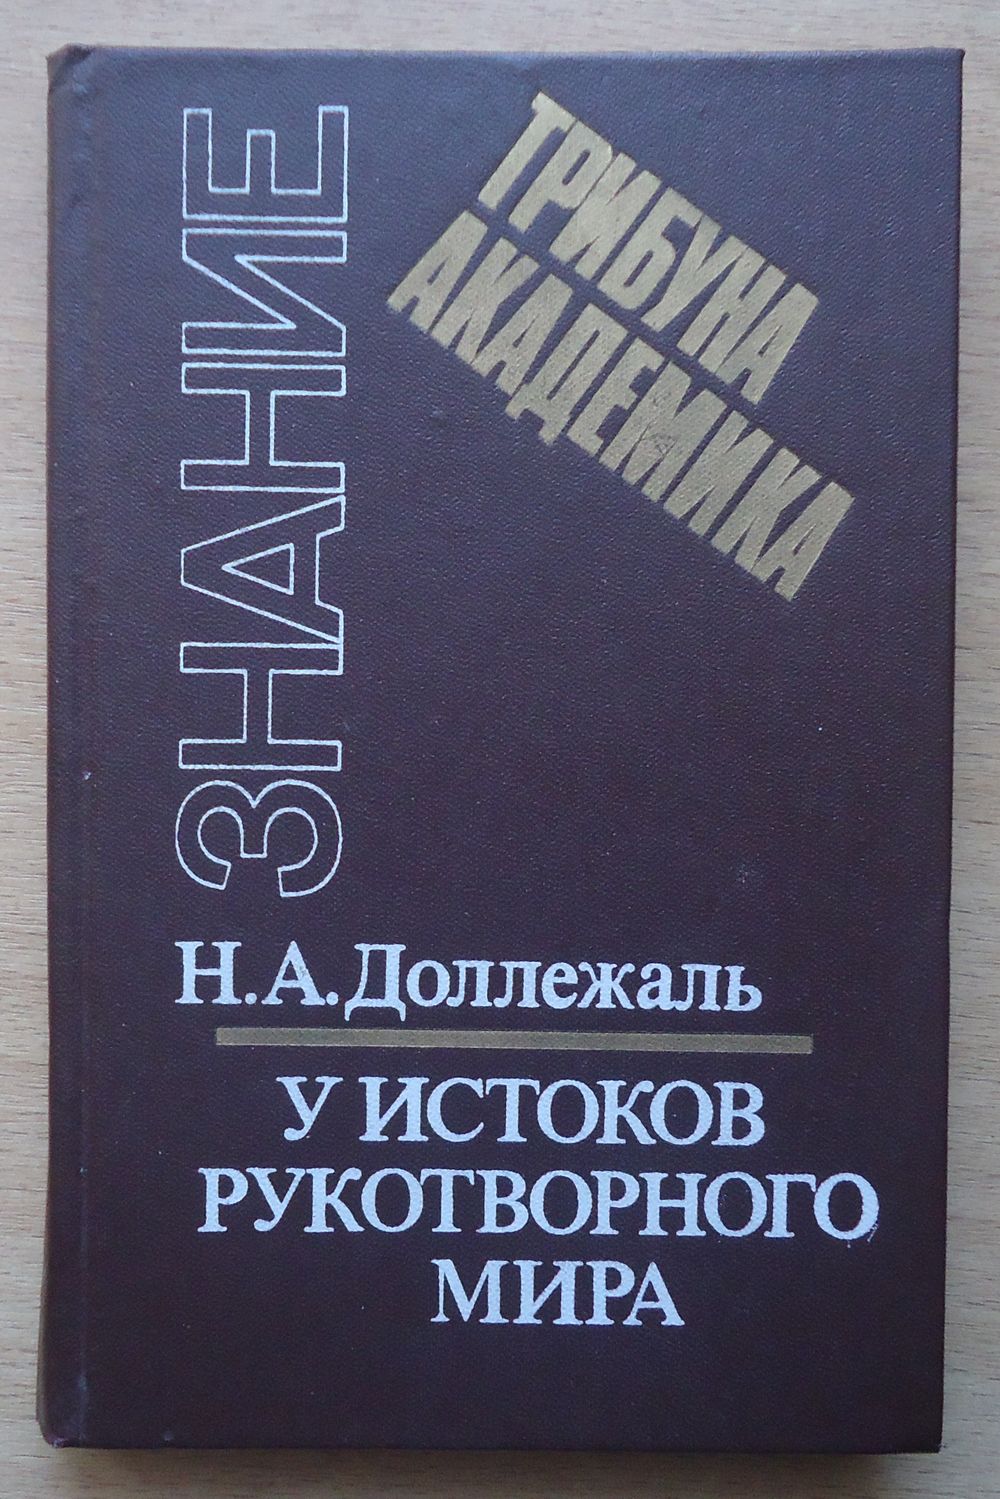 ЗНАНИЕ
ТРИБУНА
АКАДЕМИКА
Н.А.Доллежаль
У ИСТОКОВ
РУКОТВОРНОГО
МИРА